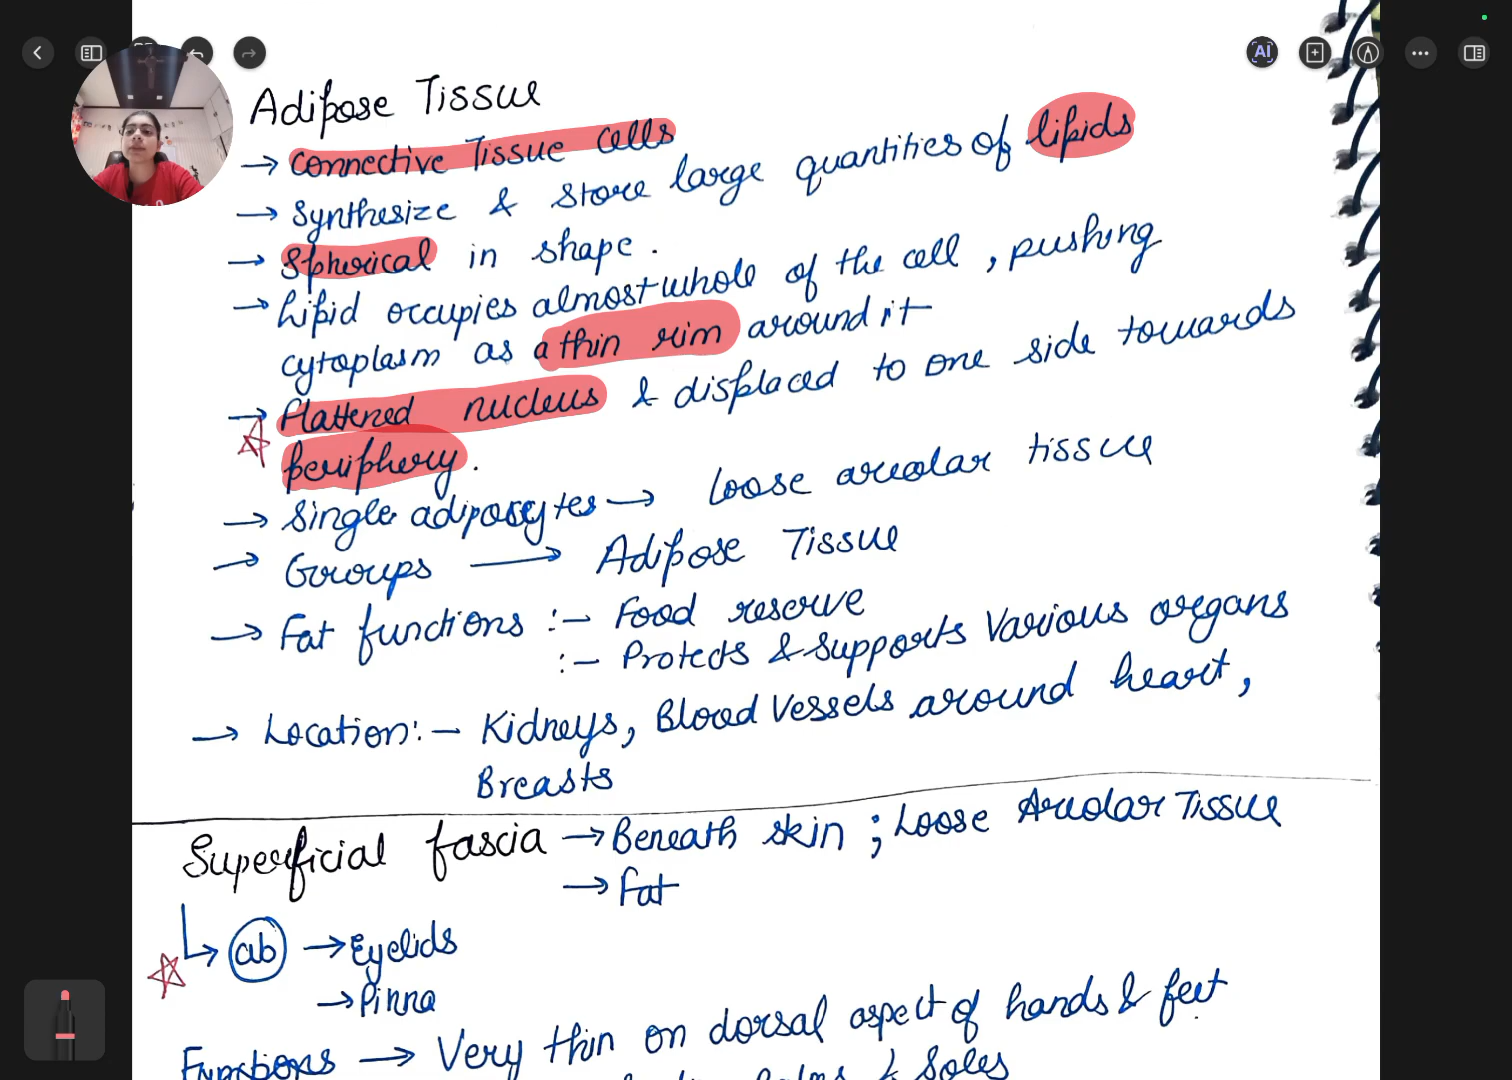 AI
Adipose Tissue
→ Connective Tissue Cells
→ Synthesize & store large quantities of lipids
→ Spherical in shape.
→ Lipid occupies almost whole of the cell, pushing
cytoplasm as a thin rim around it
→ flattened nucleus & displaced to one side towards
periphery.
→ Single adipocytes → Loose areolar tissue
→ Groups → Adipose Tissue
→ Fat functions :- Food reserve
:- Protects & supports various organs
→ Location:- Kidneys, Blood Vessels around heart,
Breasts
Superficial fascia → Beneath skin ; Loose Areolar Tissue
→ Fat
ab → Eyelids
→ Pinna
Functions → Very thin on dorsal aspect of hands & feet
& Soles